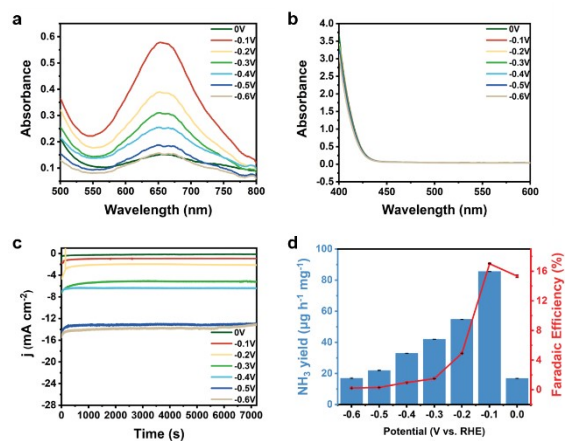 a
Absorbance
0.6
0.5
0.4
0.3
0.2
0.1
500 550 600 650 700 750 800
Wavelength (nm)
0V
-0.1V
-0.2V
-0.3V
-0.4V
-0.5V
-0.6V
b
Absorbance
4.0
3.5
3.0
2.5
2.0
1.5
1.0
0.5
0.0
-0.5
400 450 500 550 600
Wavelength (nm)
0V
-0.1V
-0.2V
-0.3V
-0.4V
-0.5V
-0.6V
c
j (mA cm⁻²)
0
-4
-8
-12
-16
-20
-24
-28
0 1000 2000 3000 4000 5000 6000 7000
Time (s)
0V
-0.1V
-0.2V
-0.3V
-0.4V
-0.5V
-0.6V
d
NH₃ yield (μg h⁻¹ mg⁻¹)
100
80
60
40
20
0
-0.6 -0.5 -0.4 -0.3 -0.2 -0.1 0.0
Potential (V vs. RHE)
16
12
8
4
0
Faradaic Efficiency (%)